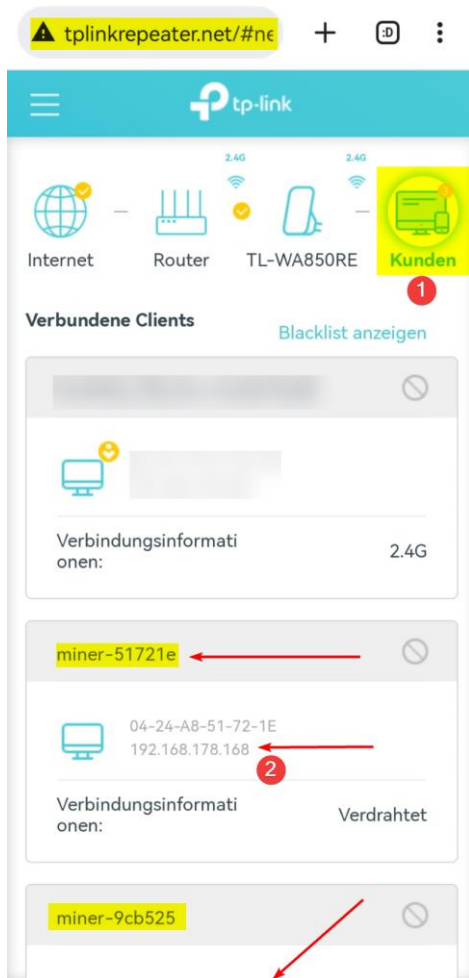 tplinkrepeater.net/#ne
:D
tp-link
2.4G 2.4G
3
Internet Router TL-WA850RE Kunden
1
Verbundene Clients Blacklist anzeigen
Verbindungsinformati
onen:
2.4G
miner-51721e
04-24-A8-51-72-1E
192.168.178.168
2
Verbindungsinformati
onen:
Verdrahtet
miner-9cb525